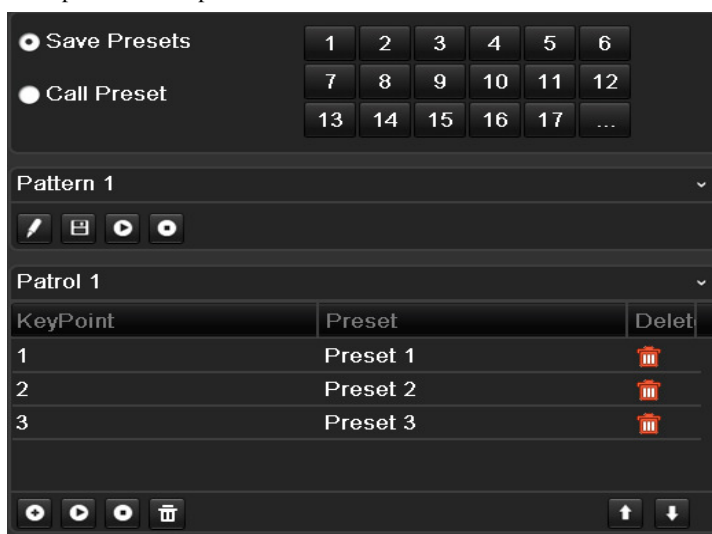 Save Presets
1 2 3 4 5 6
Call Preset
7 8 9 10 11 12
13 14 15 16 17 ...
Pattern 1
Patrol 1
KeyPoint Preset Delet
1 Preset 1
2 Preset 2
3 Preset 3